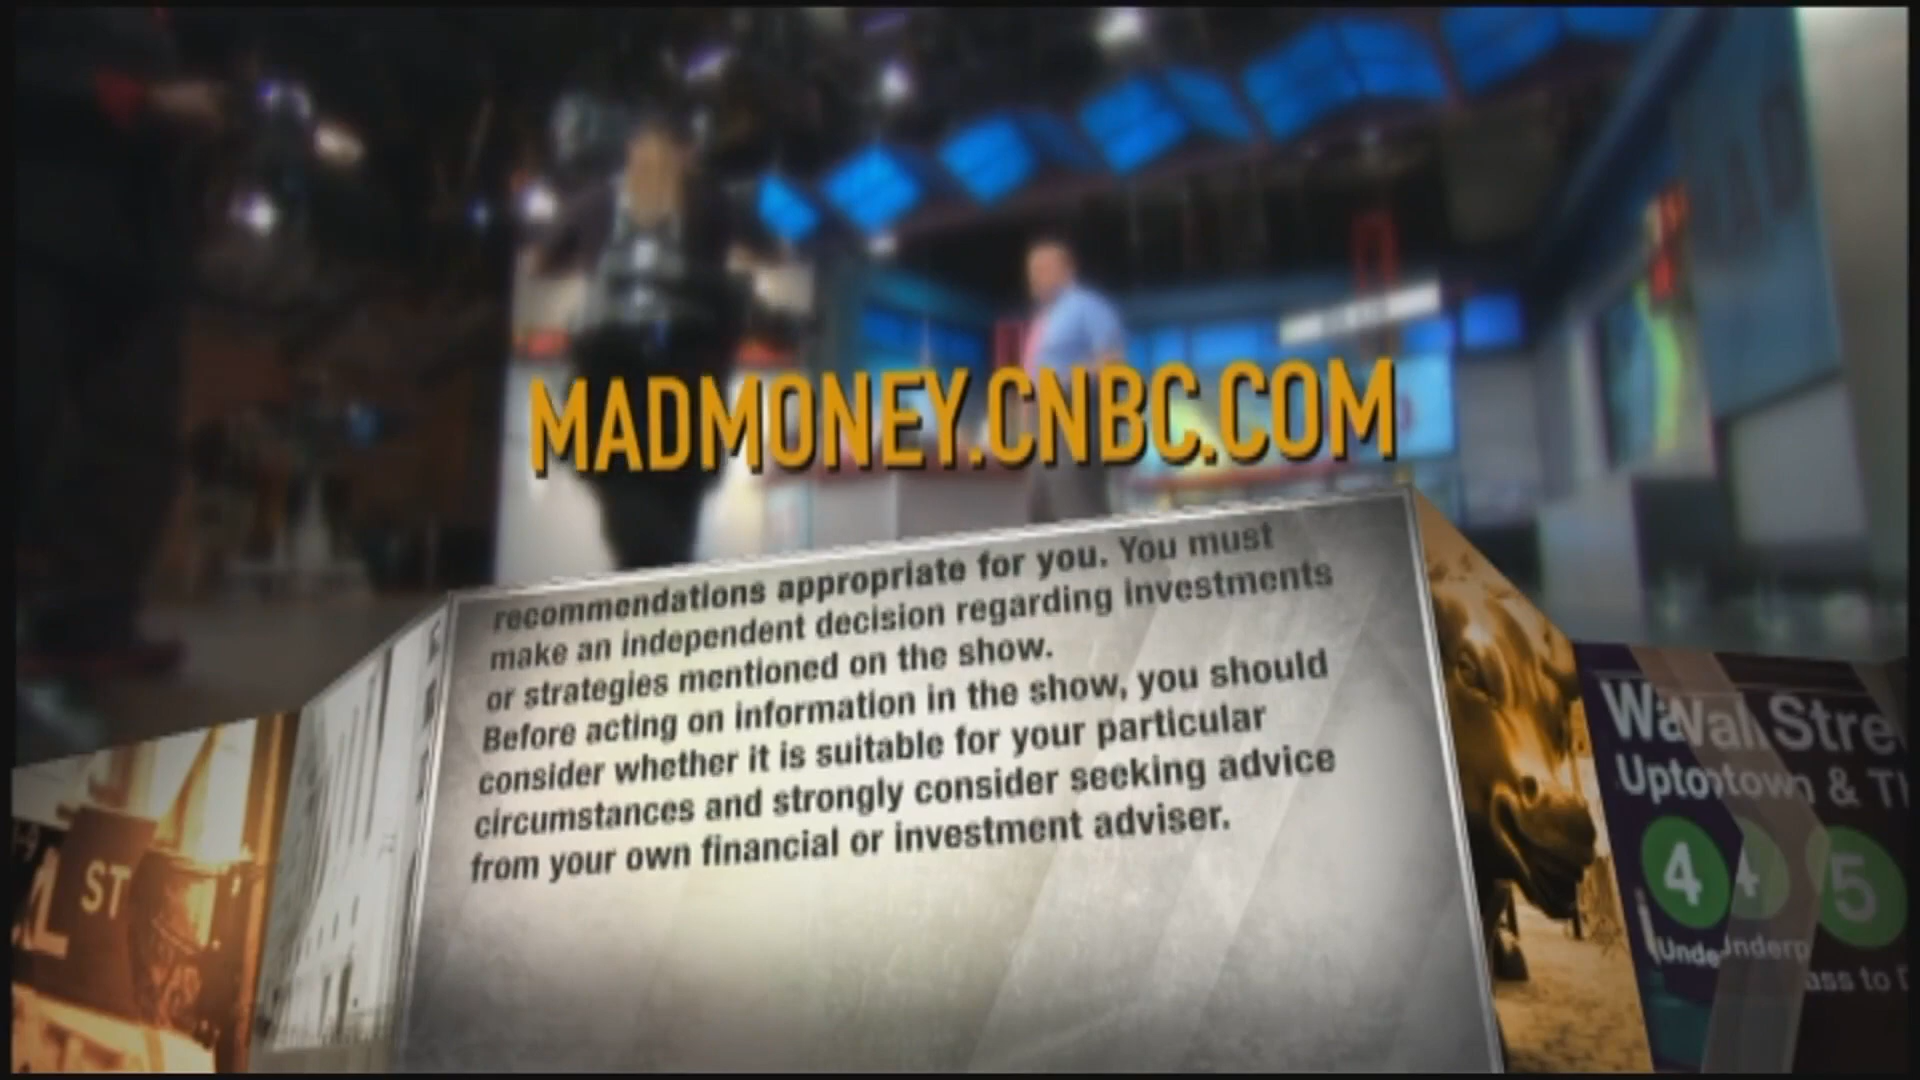 MADMONEY.CNBC.COM
recommendations appropriate for you. You must
make an independent decision regarding investments
or strategies mentioned on the show.
Before acting on information in the show, you should
consider whether it is suitable for your particular
circumstances and strongly consider seeking advice
from your own financial or investment adviser.
ST
Wall Stre
Uptown & Th
4 4 5
Unde Underp
ass to D